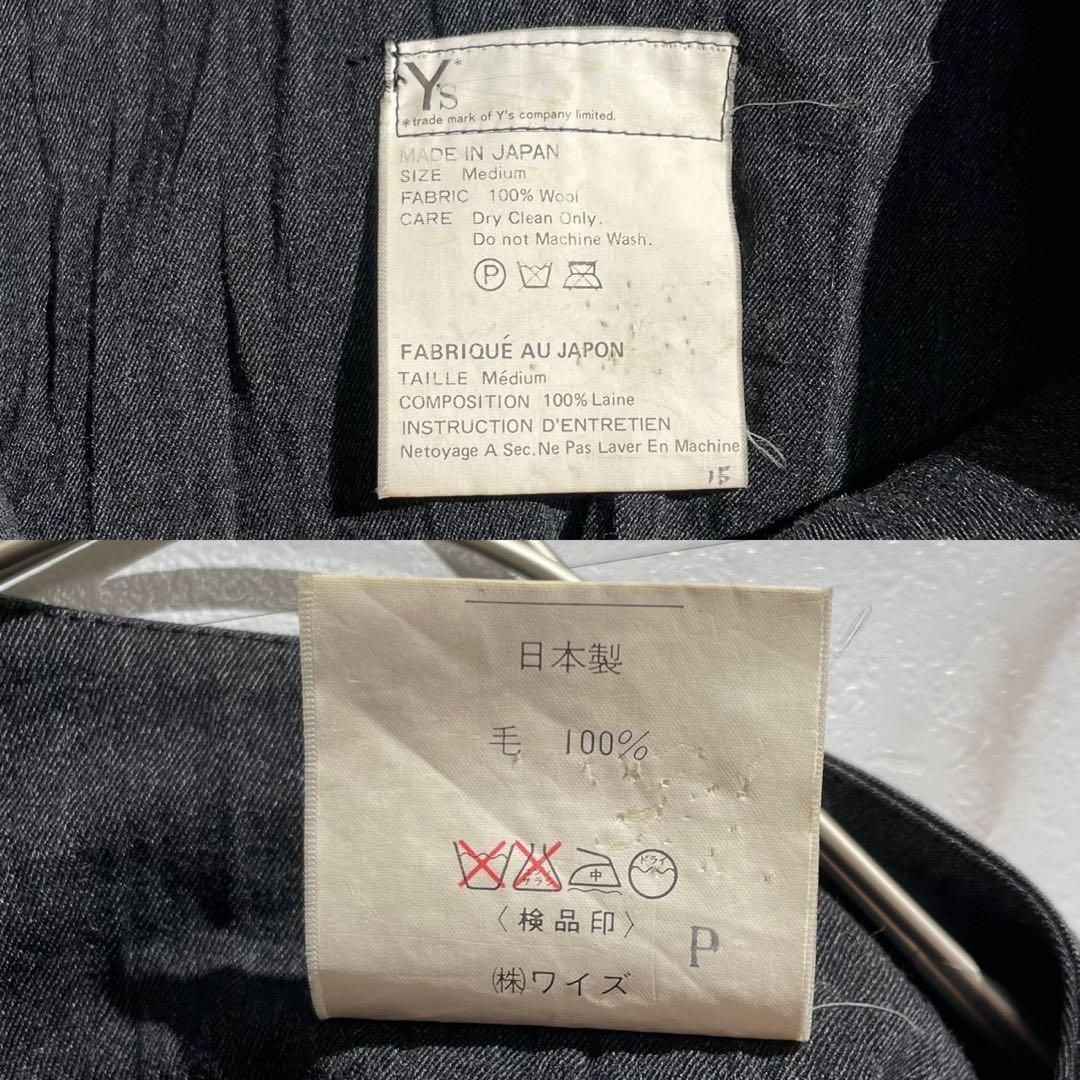 Y's*
*trade mark of Y's company limited.
MADE IN JAPAN
SIZE Medium
FABRIC 100% Wool
CARE Dry Clean Only.
Do not Machine Wash.
P
FABRIQUÉ AU JAPON
TAILLE Médium
COMPOSITION 100% Laine
INSTRUCTION D'ENTRETIEN
Netoyage A Sec. Ne Pas Laver En Machine
15
日本製
毛 100%
中 ドライ
〈検品印〉
P
㈱ワイズ